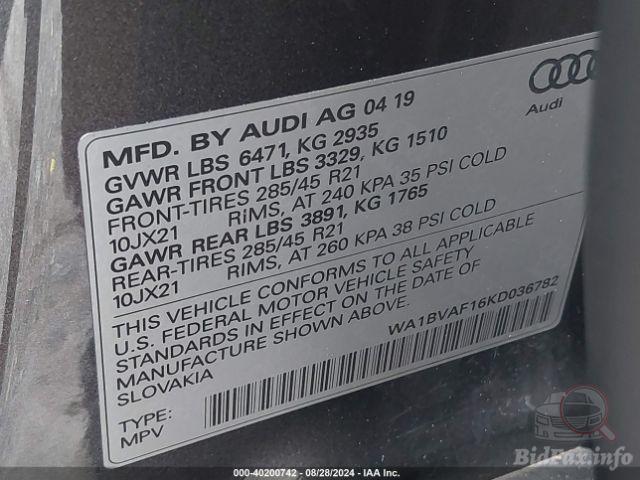 Audi
MFD. BY AUDI AG 04 19
GVWR LBS 6471, KG 2935
GAWR FRONT LBS 3329, KG 1510
FRONT-TIRES 285/45 R21
10JX21 RiMS, AT 240 KPA 35 PSI COLD
GAWR REAR LBS 3891, KG 1765
REAR-TIRES 285/45 R21
10JX21 RIMS, AT 260 KPA 38 PSI COLD
THIS VEHICLE CONFORMS TO ALL APPLICABLE
U.S. FEDERAL MOTOR VEHICLE SAFETY
STANDARDS IN EFFECT ON THE DATE OF
MANUFACTURE SHOWN ABOVE.
SLOVAKIA
WA1BVAF16KD036782
TYPE:
MPV
000-40200742 - 08/28/2024 - IAA Inc.
BidFax.info